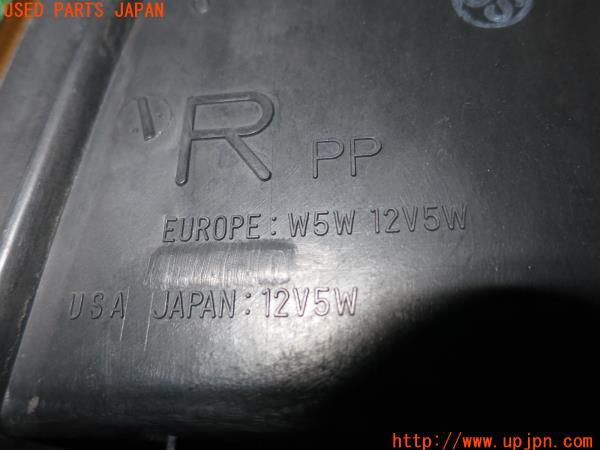 USED PARTS JAPAN
R PP
EUROPE: W5W 12V5W
USA JAPAN: 12V5W
http://www.upjpn.com/